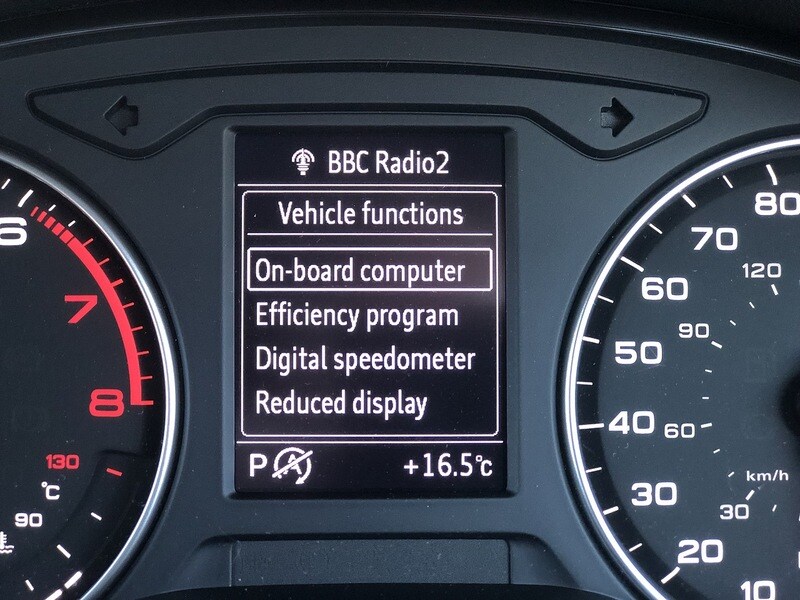 BBC Radio2
Vehicle functions
On-board computer
Efficiency program
Digital speedometer
Reduced display
P A +16.5°C
6
7
8
130
°C
90
80
70
120
60
90
50
40 60
km/h
30 30
20
10